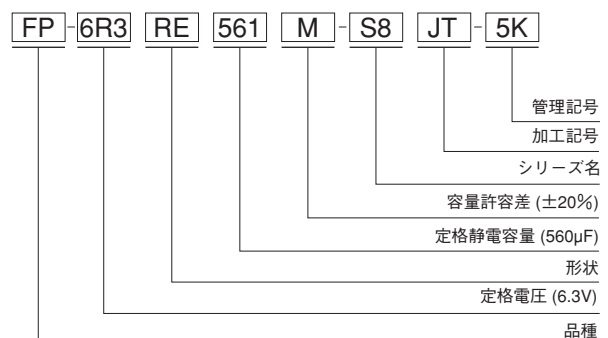 FP-6R3 RE 561 M-S8 JT-5K
管理記号
加工記号
シリーズ名
容量許容差 (±20%)
定格静電容量 (560µF)
形状
定格電圧 (6.3V)
品種